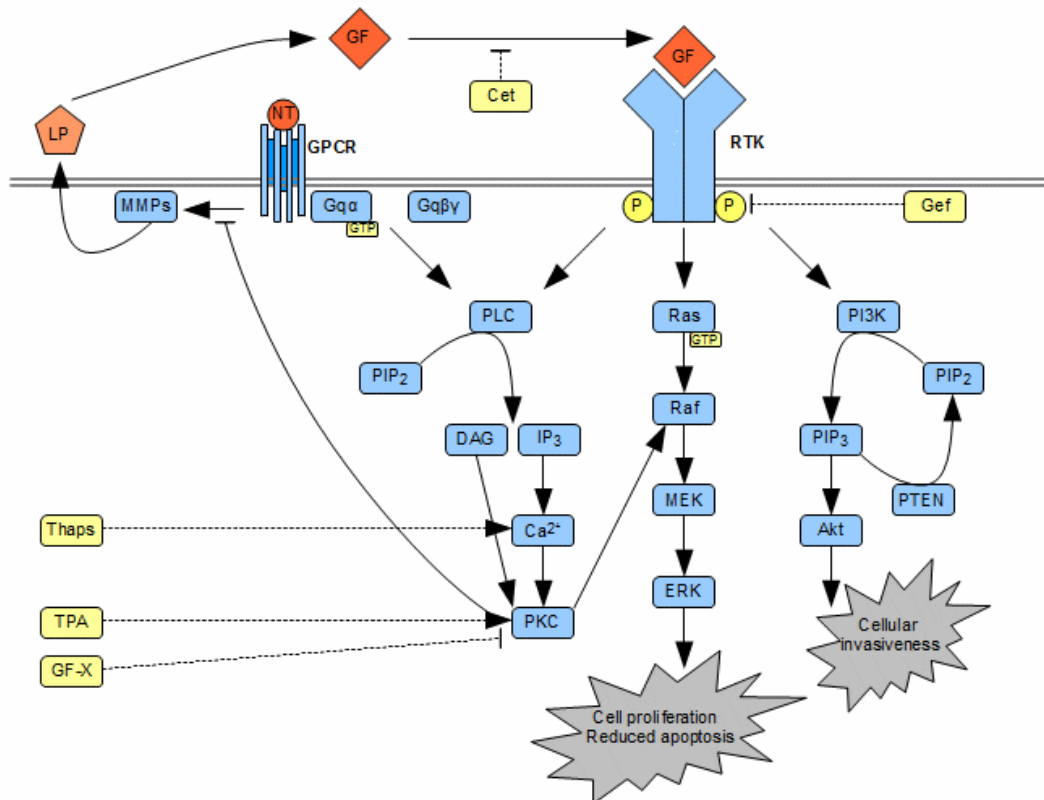 GF
GF
Cet
NT
LP
GPCR
RTK
MMPs
Gqα
Gqβγ
P
P
Gef
GTP
PLC
Ras
PI3K
GTP
PIP₂
PIP₂
Raf
DAG
IP₃
PIP₃
MEK
PTEN
Thaps
Ca²⁺
Akt
ERK
TPA
PKC
Cellular
invasiveness
GF-X
Cell proliferation
Reduced apoptosis